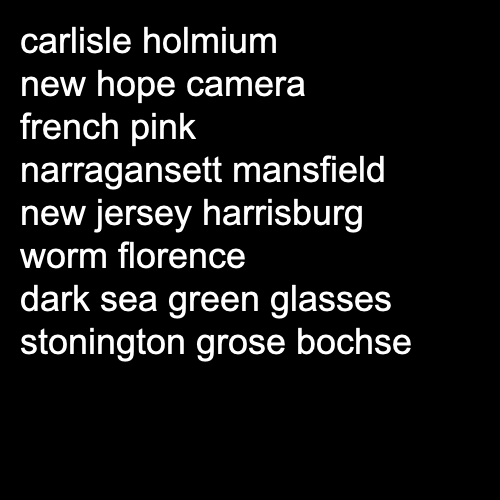 carlisle holmium
new hope camera
french pink
narragansett mansfield
new jersey harrisburg
worm florence
dark sea green glasses
stonington grose bochse